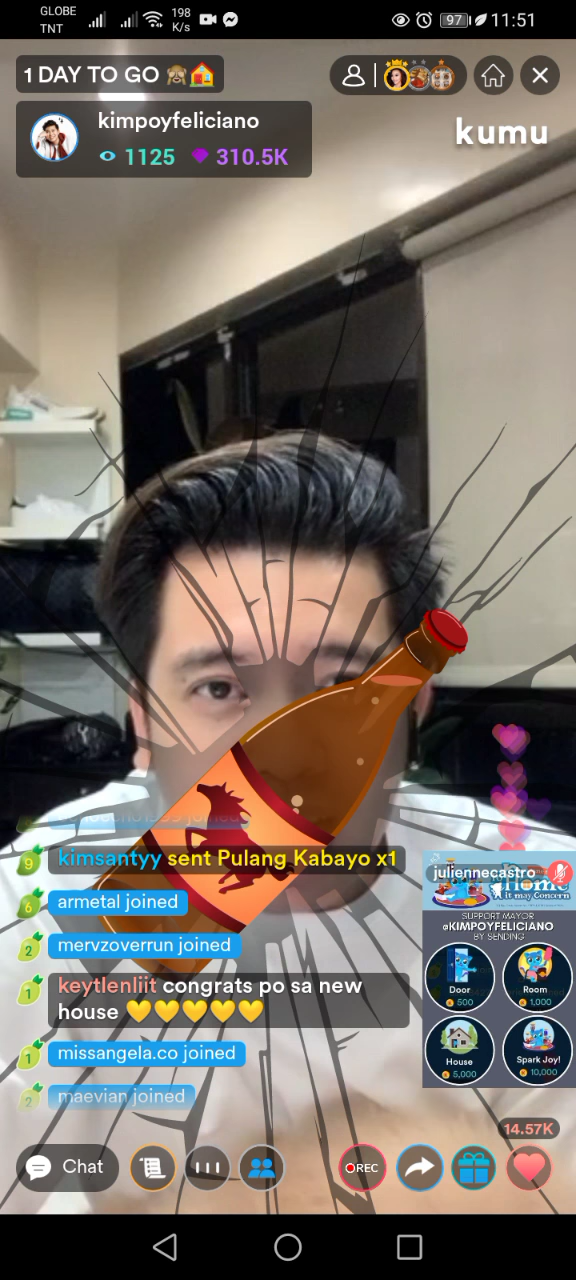 GLOBE
TNT
198
K/s
97
11:51
1 DAY TO GO 🙈🏠
kimpoyfeliciano
1125
310.5K
kumu
joined
9
kimsantyy sent Pulang Kabayo x1
6
armetal joined
2
mervzoverrun joined
1
keytlenliit congrats po sa new
house 💛💛💛💛💛
1
missangela.co joined
2
maevian joined
juliennecastro
Home
it may Concern
SUPPORT MAYOR
@KIMPOYFELICIANO
BY SENDING
Door
500
Room
1,000
House
5,000
Spark Joy!
10,000
14.57K
Chat
REC